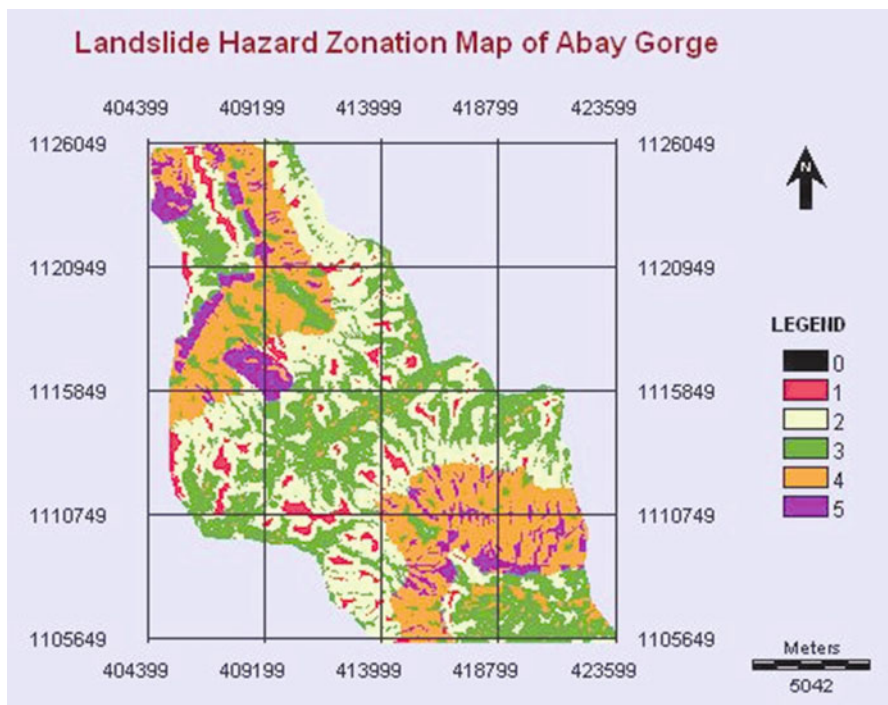 Landslide Hazard Zonation Map of Abay Gorge
404399 409199 413999 418799 423599
1126049 1126049
N
1120949 1120949
LEGEND
0
1
1115849 1115849
2
3
4
5
1110749 1110749
1105649 1105649
Meters
404399 409199 413999 418799 423599
5042